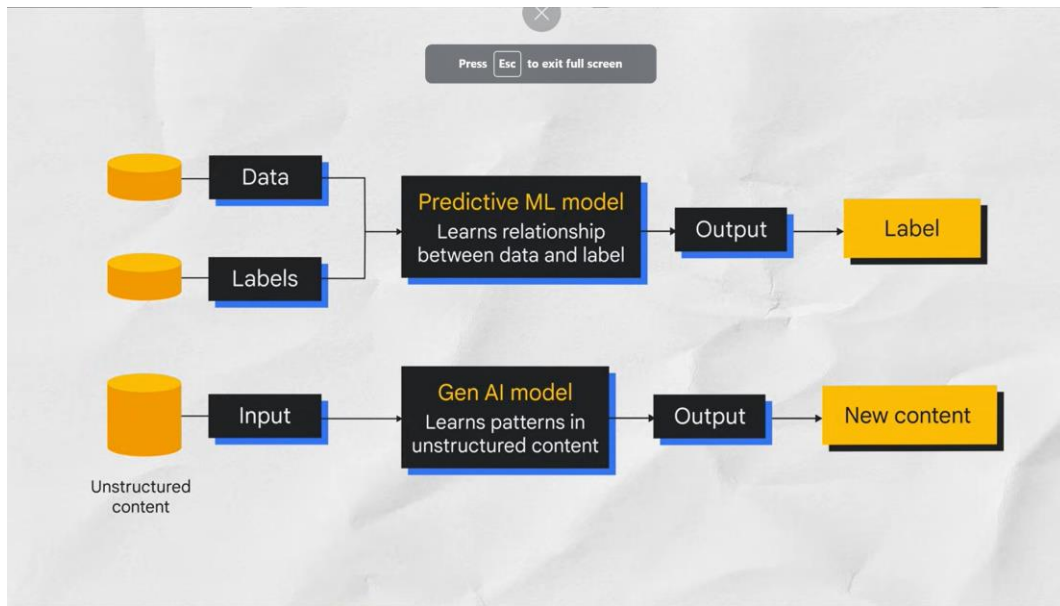 Press Esc to exit full screen
Data
Labels
Predictive ML model
Learns relationship
between data and label
Output
Label
Unstructured
content
Input
Gen AI model
Learns patterns in
unstructured content
Output
New content